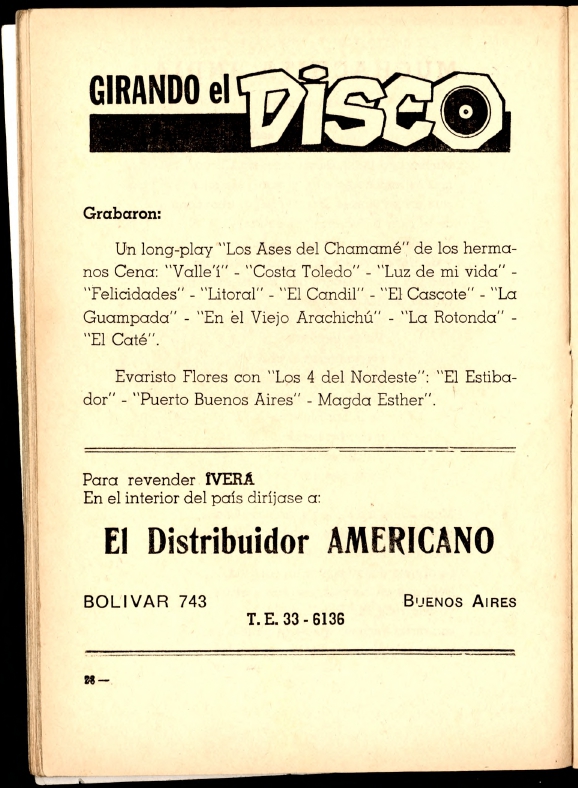 GIRANDO el DISCO
Grabaron:
Un long-play "Los Ases del Chamamé" de los herma-
nos Cena: "Valle'í" - "Costa Toledo" - "Luz de mi vida" -
"Felicidades" - "Litoral" - "El Candil" - "El Cascote" - "La
Guampada" - "En el Viejo Arachichú" - "La Rotonda" -
"El Caté".
Evaristo Flores con "Los 4 del Nordeste": "El Estiba-
dor" - "Puerto Buenos Aires" - Magda Esther".
Para revender ÏVERÁ
En el interior del país diríjase a:
El Distribuidor AMERICANO
BOLIVAR 743 BUENOS AIRES
T. E. 33 - 6136